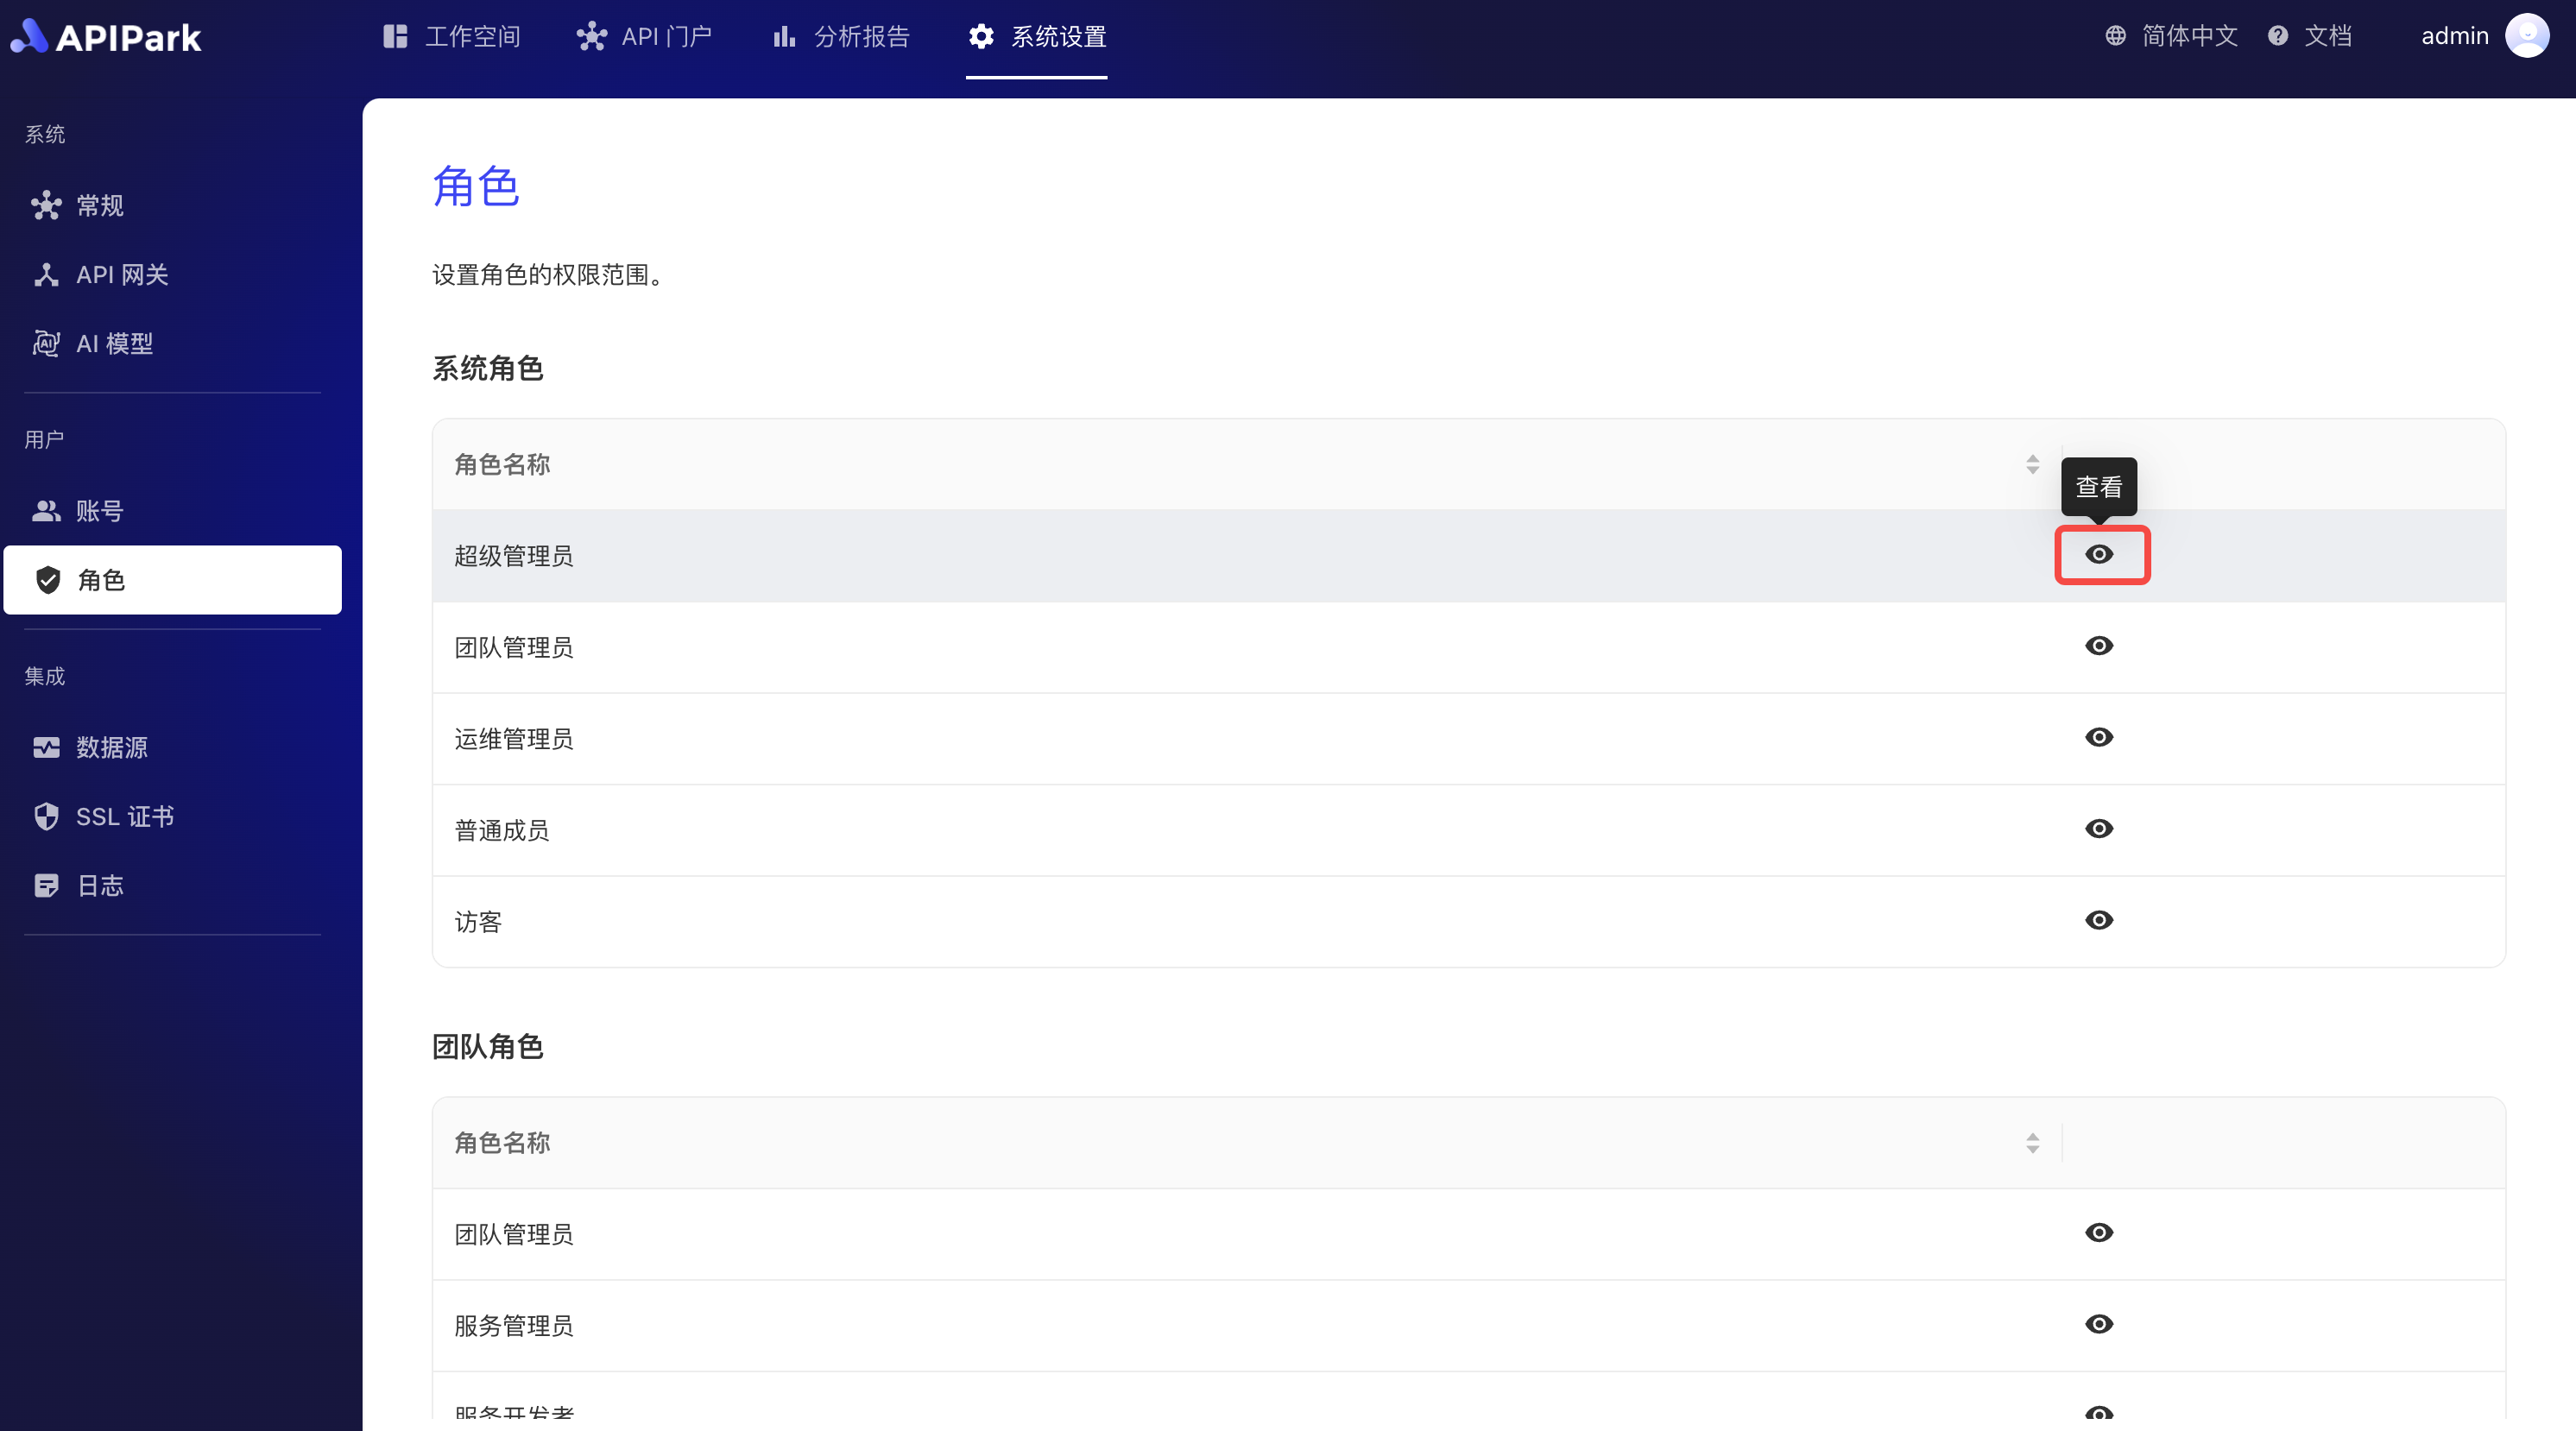 APIPark
工作空间
API 门户
分析报告
系统设置
简体中文
文档
admin
系统
常规
API 网关
AI 模型
用户
账号
角色
集成
数据源
SSL 证书
日志
角色
设置角色的权限范围。
系统角色
角色名称
查看
超级管理员
团队管理员
运维管理员
普通成员
访客
团队角色
角色名称
团队管理员
服务管理员
服务开发者